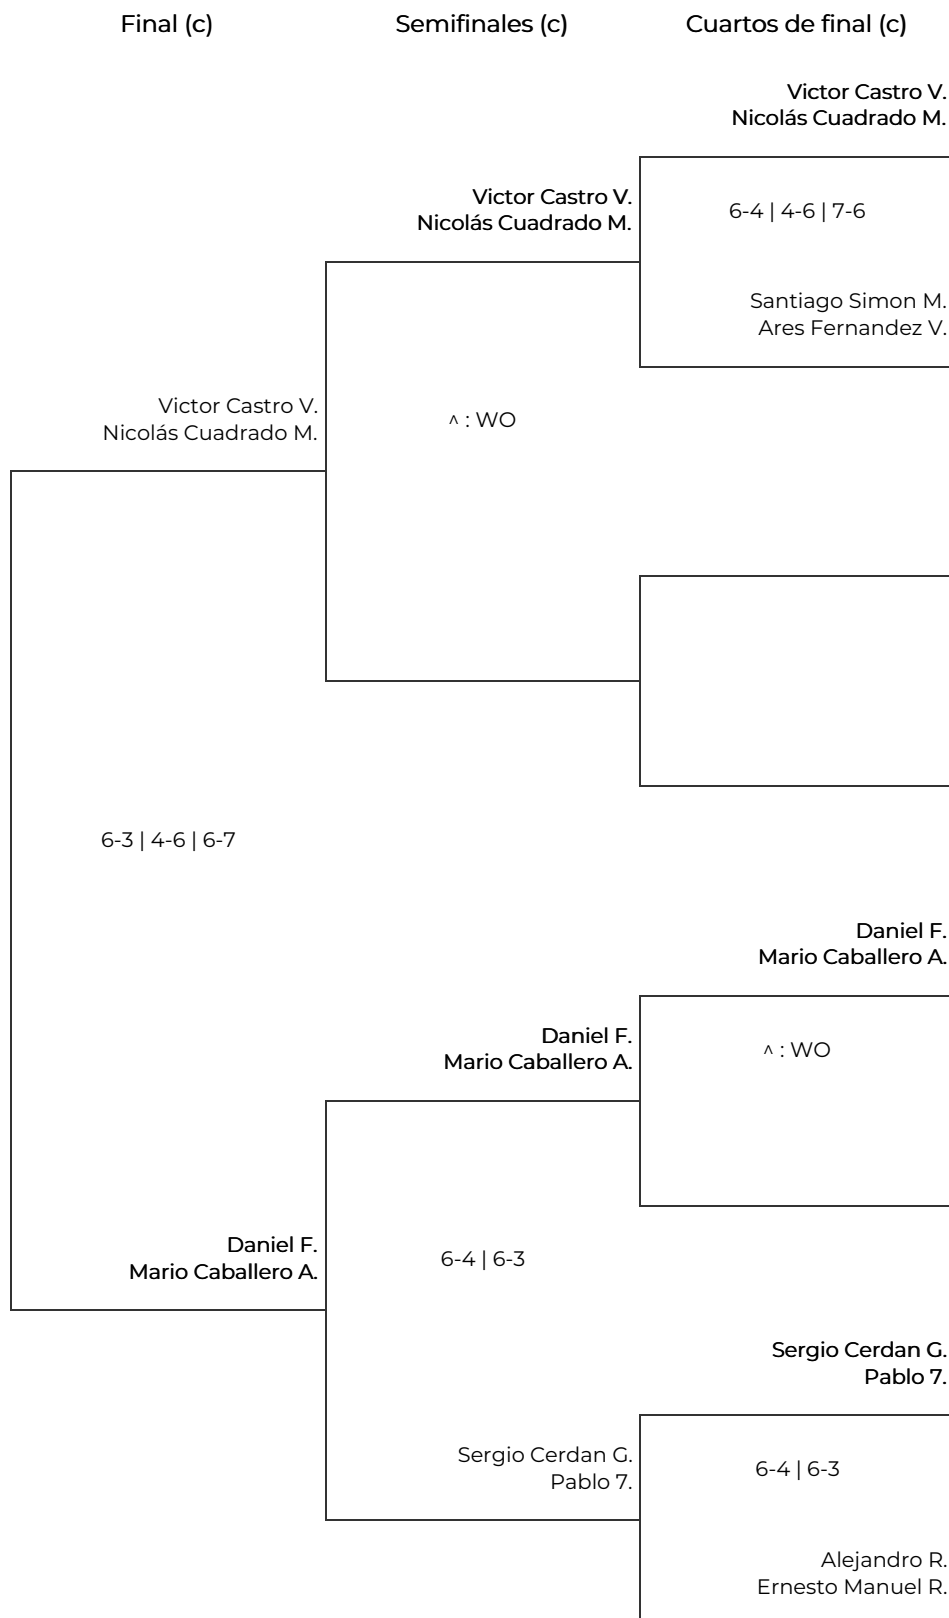 Final (c)
Semifinales (c)
Cuartos de final (c)
Victor Castro V.
Nicolás Cuadrado M.
Victor Castro V.
Nicolás Cuadrado M.
6-4 | 4-6 | 7-6
Santiago Simon M.
Ares Fernandez V.
Victor Castro V.
Nicolás Cuadrado M.
^ : WO
6-3 | 4-6 | 6-7
Daniel F.
Mario Caballero A.
Daniel F.
Mario Caballero A.
^ : WO
Daniel F.
Mario Caballero A.
6-4 | 6-3
Sergio Cerdan G.
Pablo 7.
Sergio Cerdan G.
Pablo 7.
6-4 | 6-3
Alejandro R.
Ernesto Manuel R.